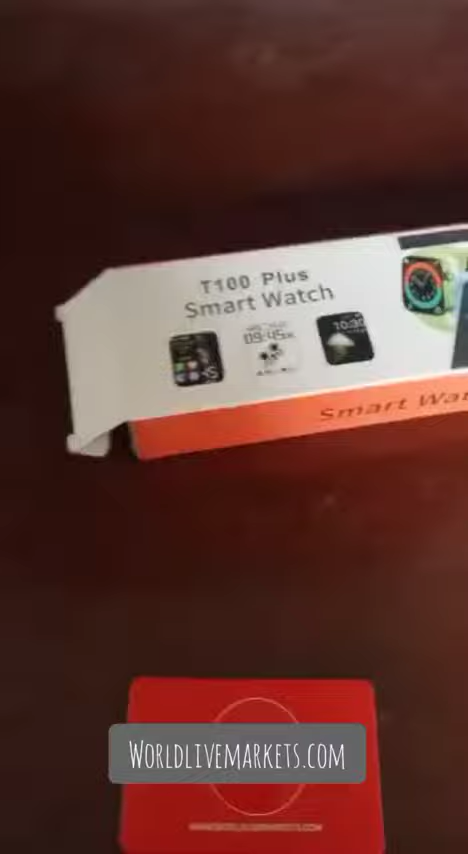 T100 Plus
Smart Watch
09:45
10:30
Smart Wat
WORLDLIVEMARKETS.COM